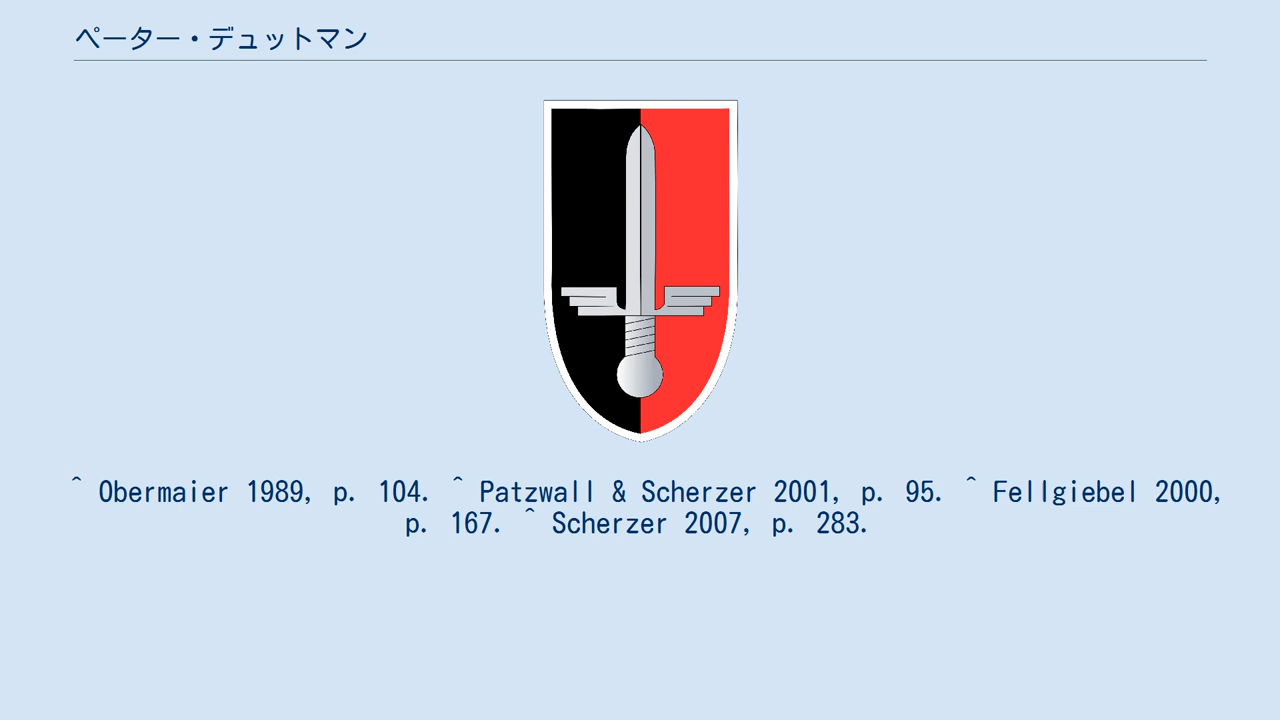 ペーター・デュットマン
^ Obermaier 1989, p. 104. ^ Patzwall & Scherzer 2001, p. 95. ^ Fellgiebel 2000,
p. 167. ^ Scherzer 2007, p. 283.